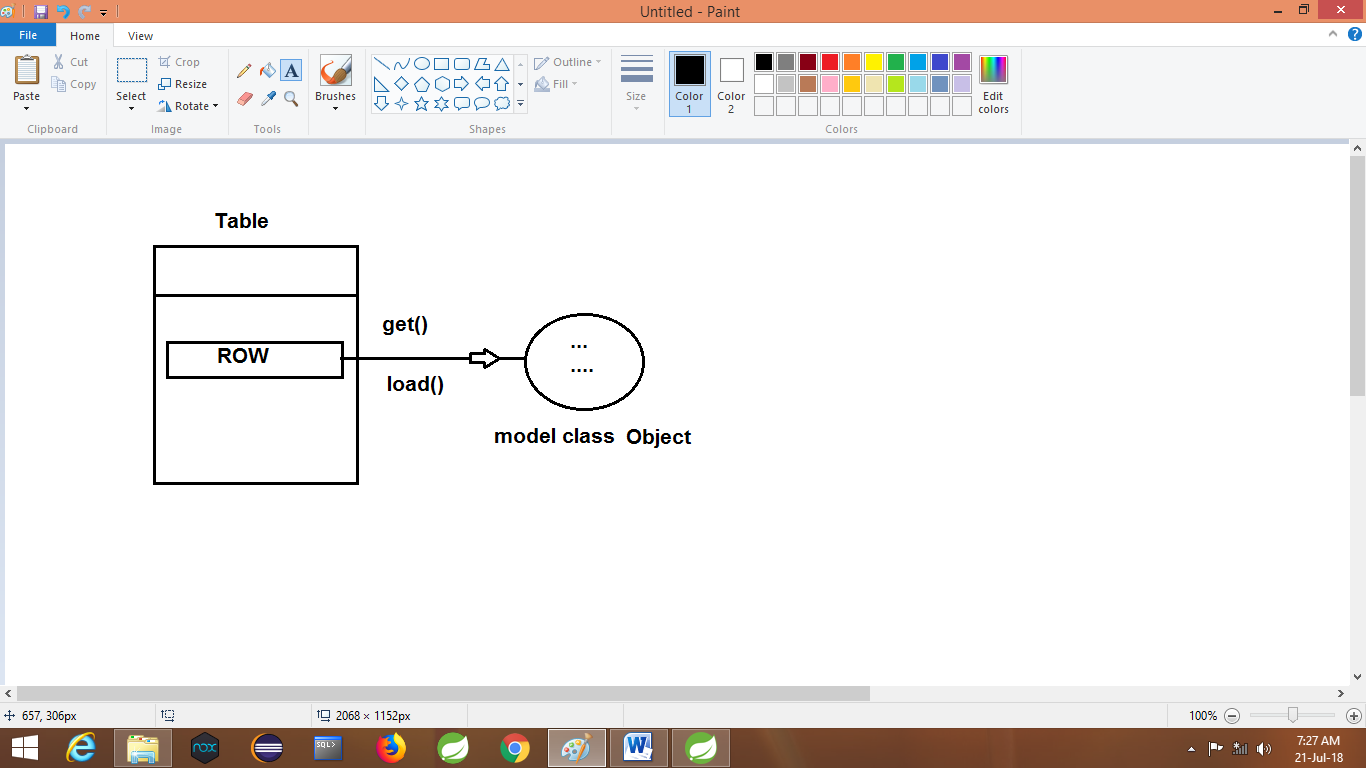 Untitled - Paint
File Home View
Paste Cut Copy Clipboard
Select Crop Resize Rotate Image
A
Tools
Brushes
Shapes
Outline
Fill
Size
Color 1
Color 2
Edit colors
Colors
Table
ROW
get()
load()
...
....
model class Object
657, 306px
2068 × 1152px
100%
nox
SQL>
W
7:27 AM
21-Jul-18